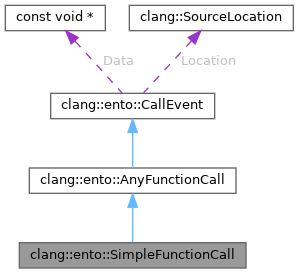 const void *
clang::SourceLocation
Data
Location
clang::ento::CallEvent
clang::ento::AnyFunctionCall
clang::ento::SimpleFunctionCall